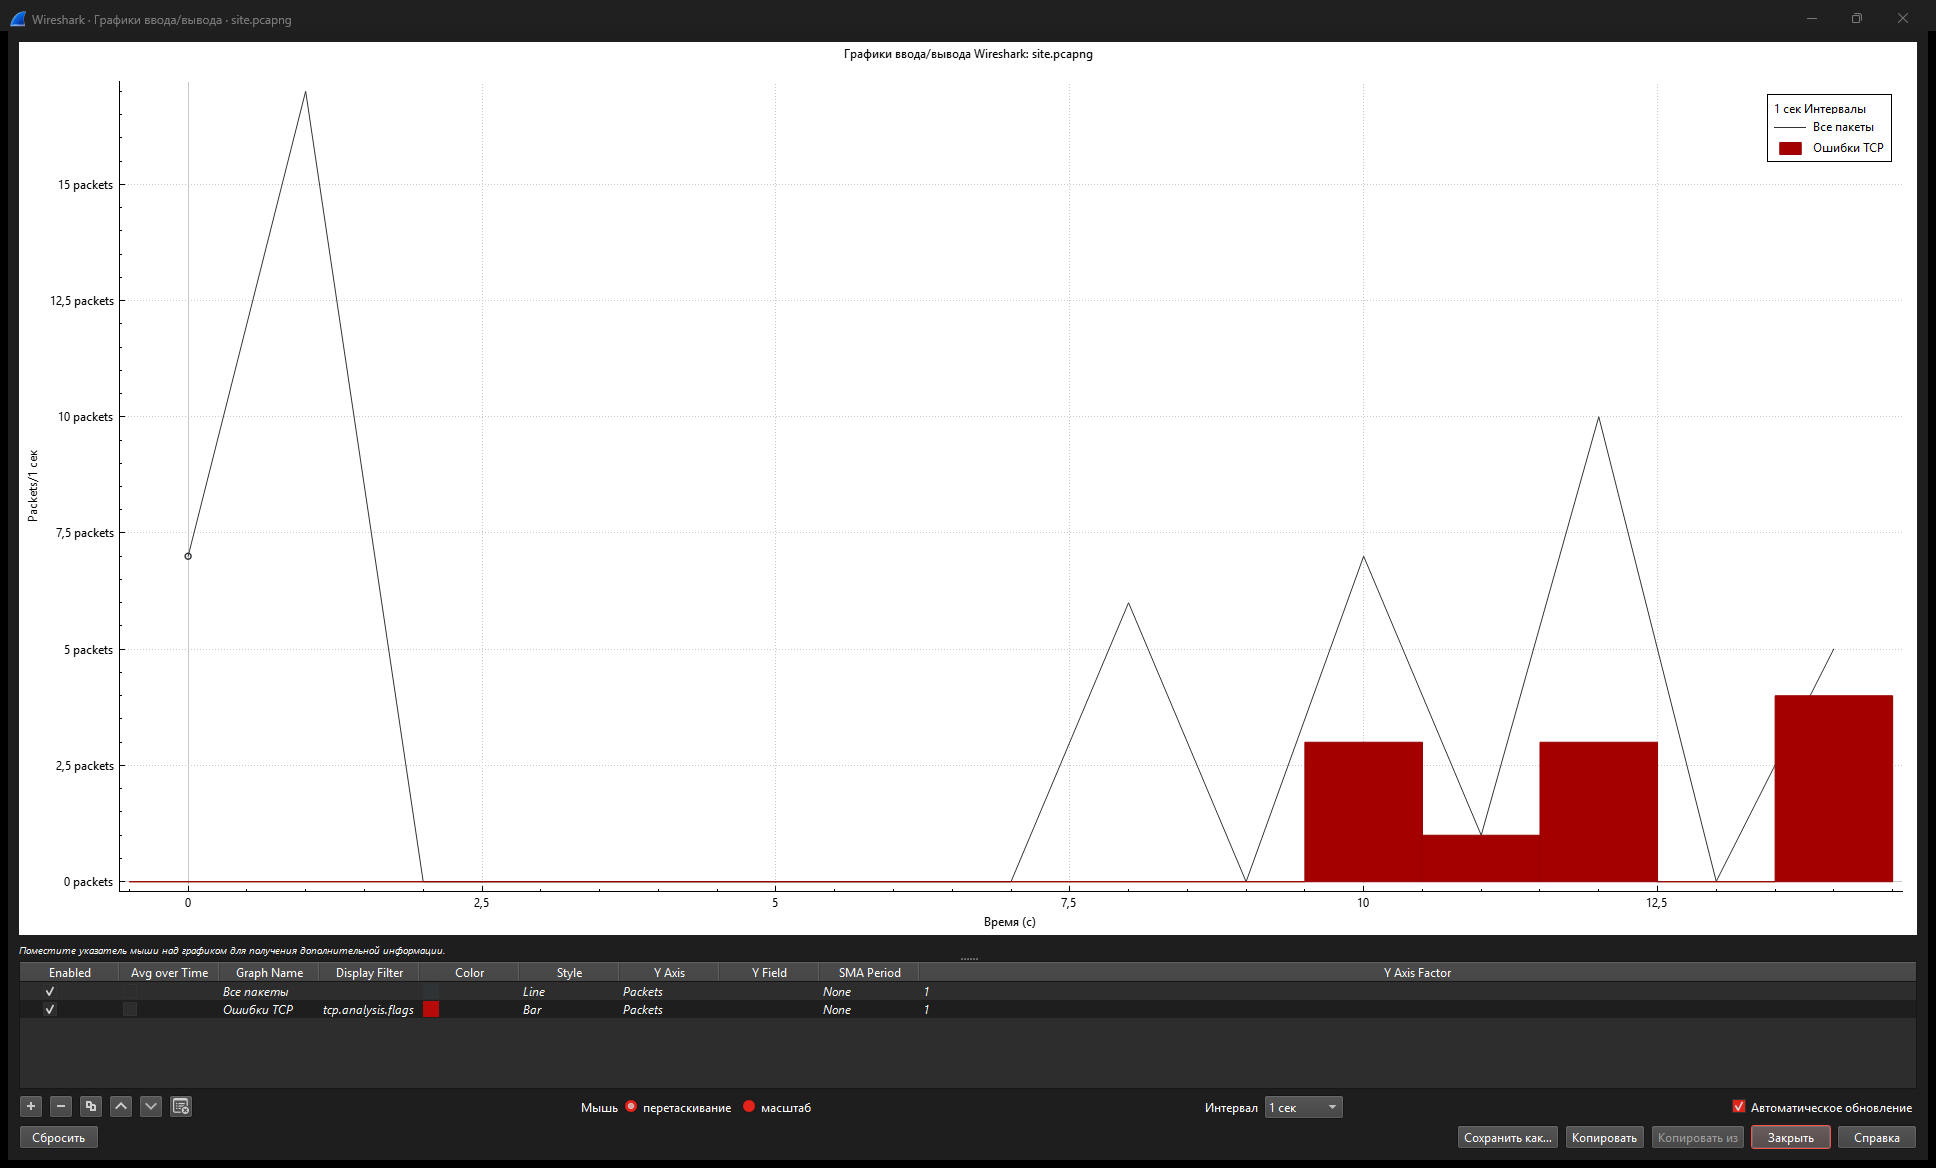 Wireshark · Графики ввода/вывода · site.pcapng
Графики ввода/вывода Wireshark: site.pcapng
1 сек Интервалы
Все пакеты
Ошибки TCP
15 packets
12,5 packets
10 packets
7,5 packets
5 packets
2,5 packets
0 packets
Packets/1 сек
0 2,5 5 7,5 10 12,5
Время (с)
Поместите указатель мыши над графиком для получения дополнительной информации.
Enabled Avg over Time Graph Name Display Filter Color Style Y Axis Y Field SMA Period Y Axis Factor
Все пакеты Line Packets None 1
Ошибки TCP tcp.analysis.flags Bar Packets None 1
Мышь перетаскивание масштаб Интервал 1 сек Автоматическое обновление
Сбросить Сохранить как... Копировать Копировать из Закрыть Справка